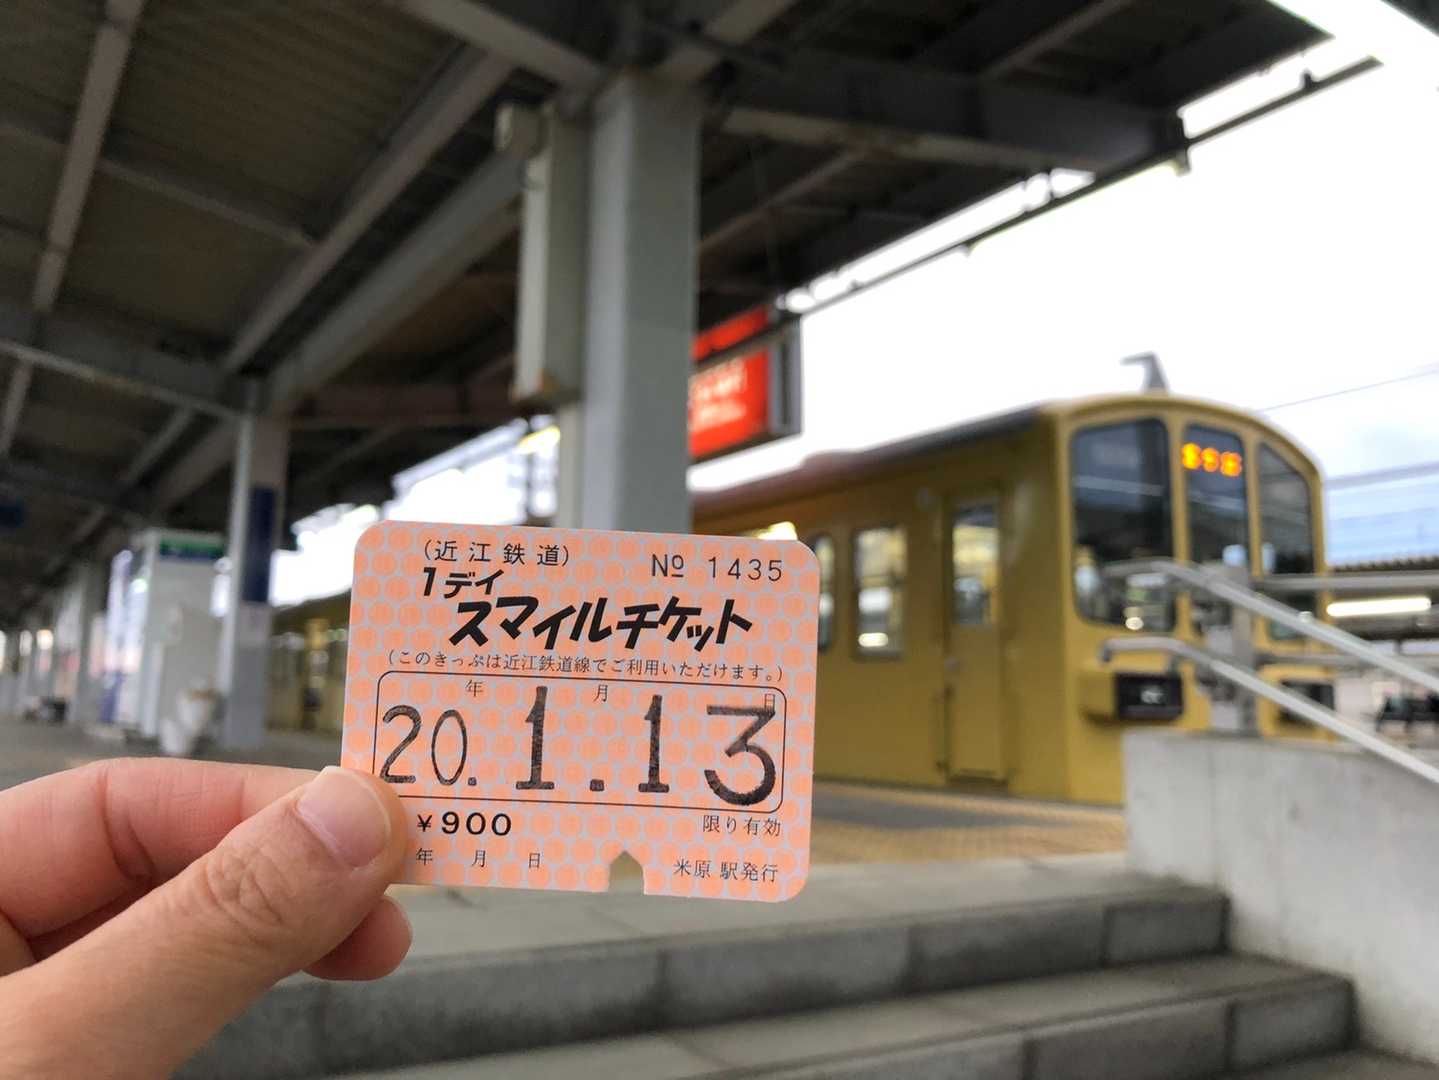 (近江鉄道)
№ 1435
1デイ
スマイルチケット
(このきっぷは近江鉄道線でご利用いただけます。)
年 月 日
20. 1. 13
¥900
限り有効
年 月 日
米原 駅発行